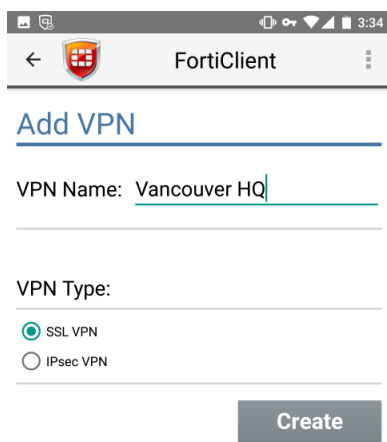 3:34
FortiClient
Add VPN
VPN Name: Vancouver HQ
VPN Type:
SSL VPN
IPsec VPN
Create